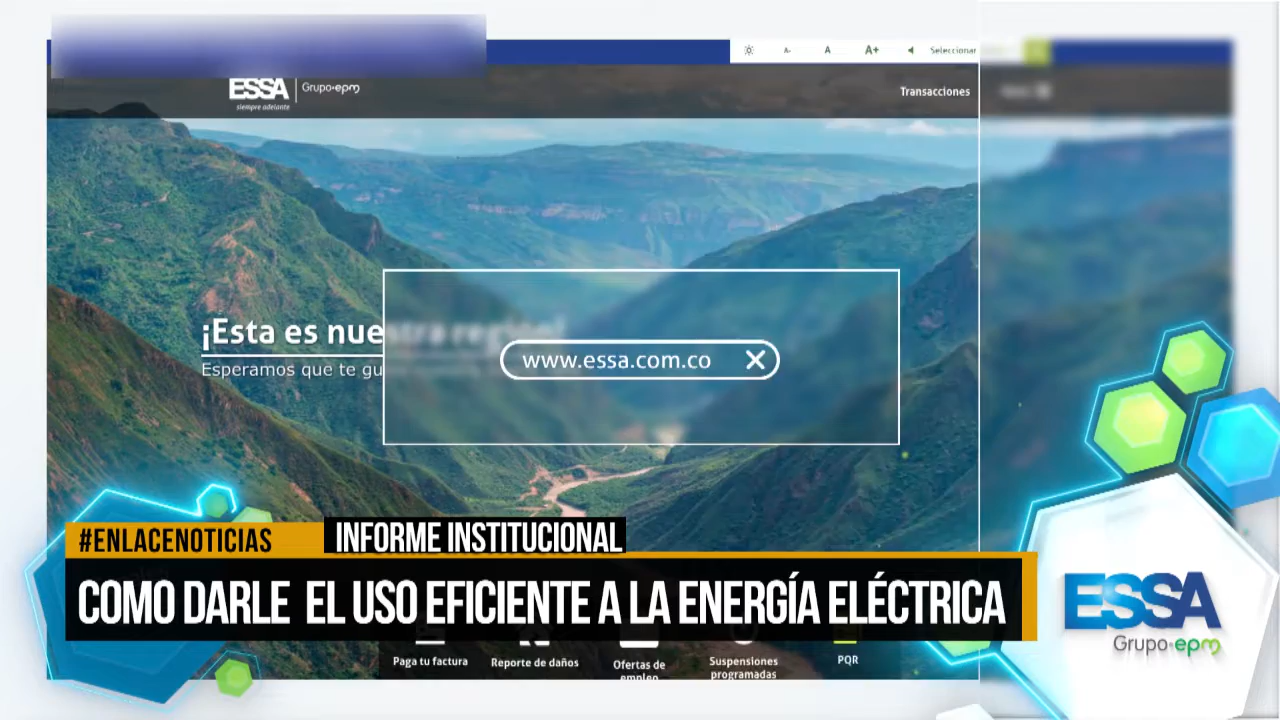 A- A A+ Seleccionar
ESSA Grupo·epm
siempre adelante
Transacciones
¡Esta es nue
Esperamos que te gu
www.essa.com.co
#ENLACENOTICIAS
INFORME INSTITUCIONAL
COMO DARLE EL USO EFICIENTE A LA ENERGÍA ELÉCTRICA
ESSA
Grupo·epm
Paga tu factura
Reporte de daños
Ofertas de
empleo
Suspensiones
programadas
PQR